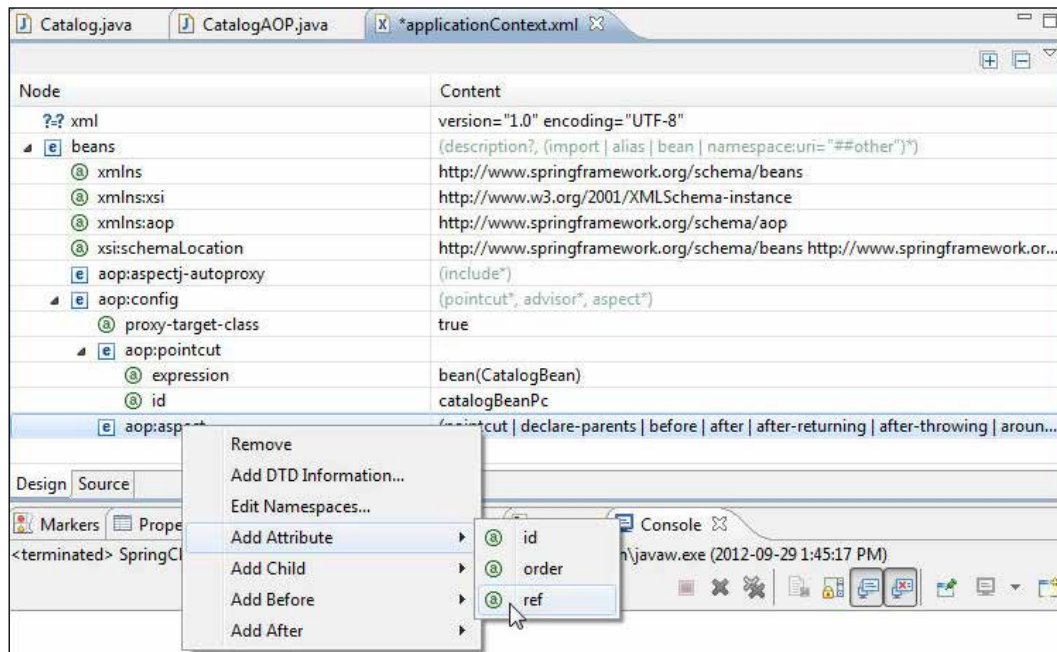 Catalog.java CatalogAOP.java *applicationContext.xml
Node Content
xml version="1.0" encoding="UTF-8"
beans (description?, (import | alias | bean | namespace:uri="##other")*)
xmlns http://www.springframework.org/schema/beans
xmlns:xsi http://www.w3.org/2001/XMLSchema-instance
xmlns:aop http://www.springframework.org/schema/aop
xsi:schemaLocation http://www.springframework.org/schema/beans http://www.springframework.or...
aop:aspectj-autoproxy (include*)
aop:config (pointcut*, advisor*, aspect*)
proxy-target-class true
aop:pointcut
expression bean(CatalogBean)
id catalogBeanPc
aop:aspect (pointcut | declare-parents | before | after | after-returning | after-throwing | aroun...
Remove
Add DTD Information...
Design Source
Edit Namespaces...
Markers Prope Console
Add Attribute id
<terminated> SpringCl n\javaw.exe (2012-09-29 1:45:17 PM)
Add Child order
Add Before ref
Add After